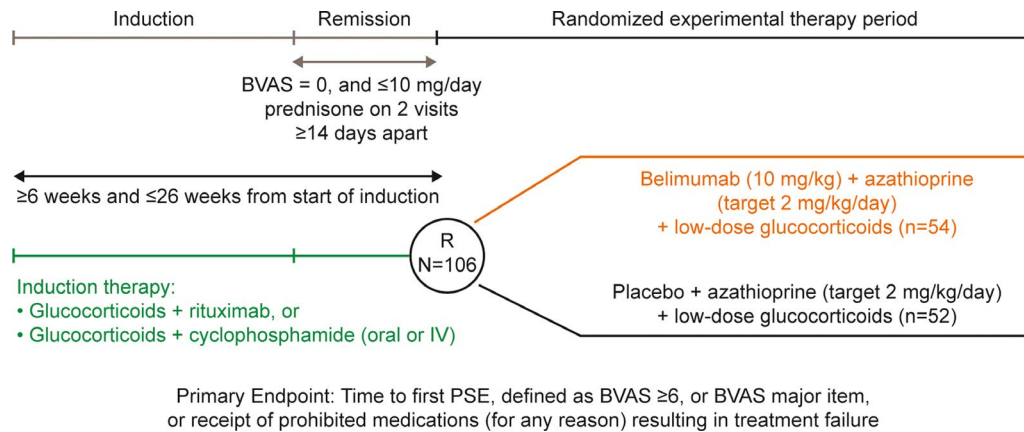 Induction
Remission
Randomized experimental therapy period
BVAS = 0, and ≤10 mg/day
prednisone on 2 visits
≥14 days apart
≥6 weeks and ≤26 weeks from start of induction
R
N=106
Belimumab (10 mg/kg) + azathioprine
(target 2 mg/kg/day)
+ low-dose glucocorticoids (n=54)
Induction therapy:
• Glucocorticoids + rituximab, or
• Glucocorticoids + cyclophosphamide (oral or IV)
Placebo + azathioprine (target 2 mg/kg/day)
+ low-dose glucocorticoids (n=52)
Primary Endpoint: Time to first PSE, defined as BVAS ≥6, or BVAS major item,
or receipt of prohibited medications (for any reason) resulting in treatment failure